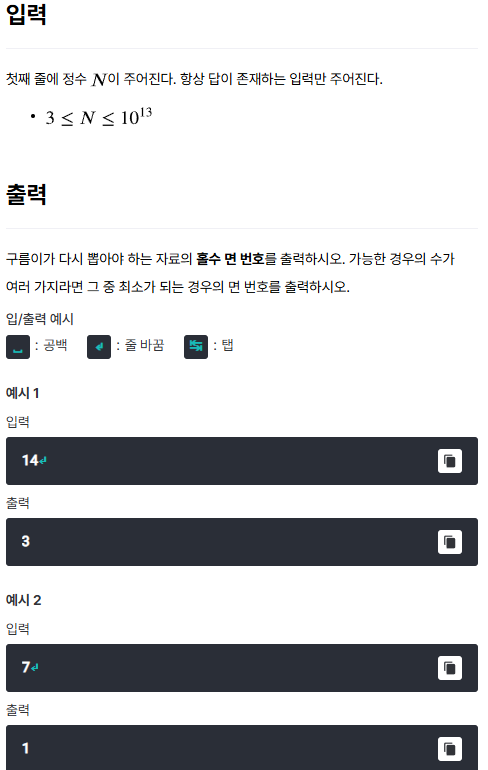 입력
첫째 줄에 정수 N이 주어진다. 항상 답이 존재하는 입력만 주어진다.
• 3 ≤ N ≤ 10¹³
출력
구름이가 다시 뽑아야 하는 자료의 홀수 면 번호를 출력하시오. 가능한 경우의 수가
여러 가지라면 그 중 최소가 되는 경우의 면 번호를 출력하시오.
입/출력 예시
␣ : 공백 ↵ : 줄 바꿈 ↹ : 탭
예시 1
입력
14↵
출력
3
예시 2
입력
7↵
출력
1